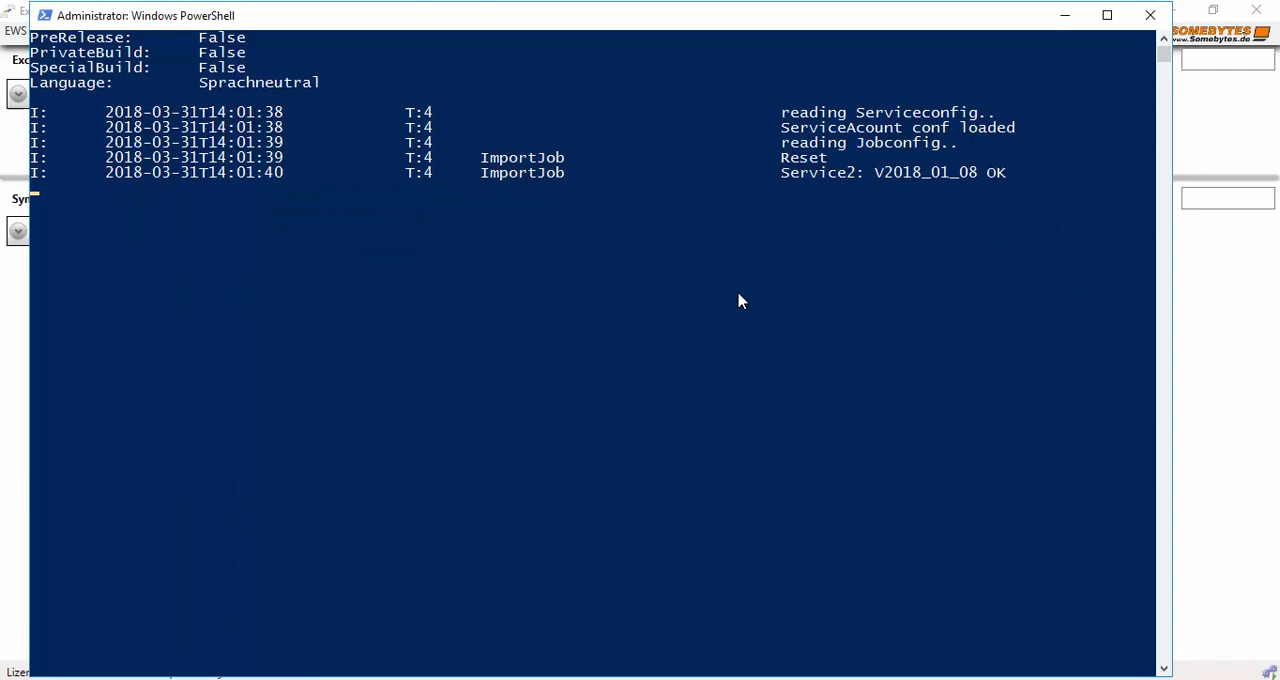 Administrator: Windows PowerShell
EWS
SOMEBYTES
www.Somebytes.de
PreRelease: False
PrivateBuild: False
SpecialBuild: False
Language: Sprachneutral
I: 2018-03-31T14:01:38 T:4 reading Serviceconfig..
I: 2018-03-31T14:01:38 T:4 ServiceAcount conf loaded
I: 2018-03-31T14:01:39 T:4 reading Jobconfig..
I: 2018-03-31T14:01:39 T:4 ImportJob Reset
I: 2018-03-31T14:01:40 T:4 ImportJob Service2: V2018_01_08 OK